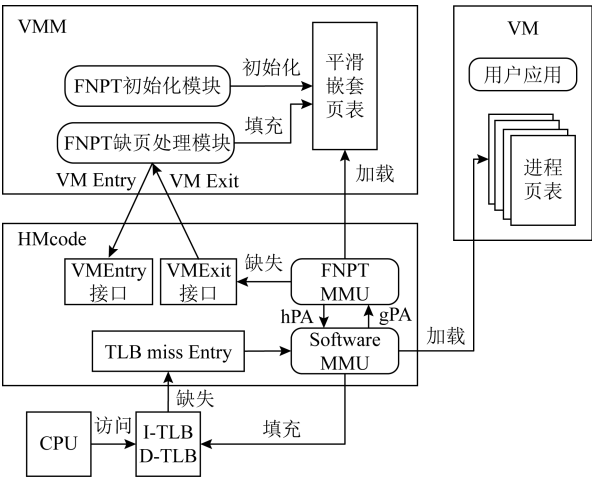 VMM
FNPT初始化模块
初始化
平滑
嵌套
页表
FNPT缺页处理模块
填充
VM Entry
VM Exit
加载
VM
用户应用
进程
页表
HMcode
VMEntry
接口
VMExit
接口
缺失
FNPT
MMU
hPA
gPA
TLB miss Entry
Software
MMU
加载
缺失
CPU
访问
I-TLB
D-TLB
填充